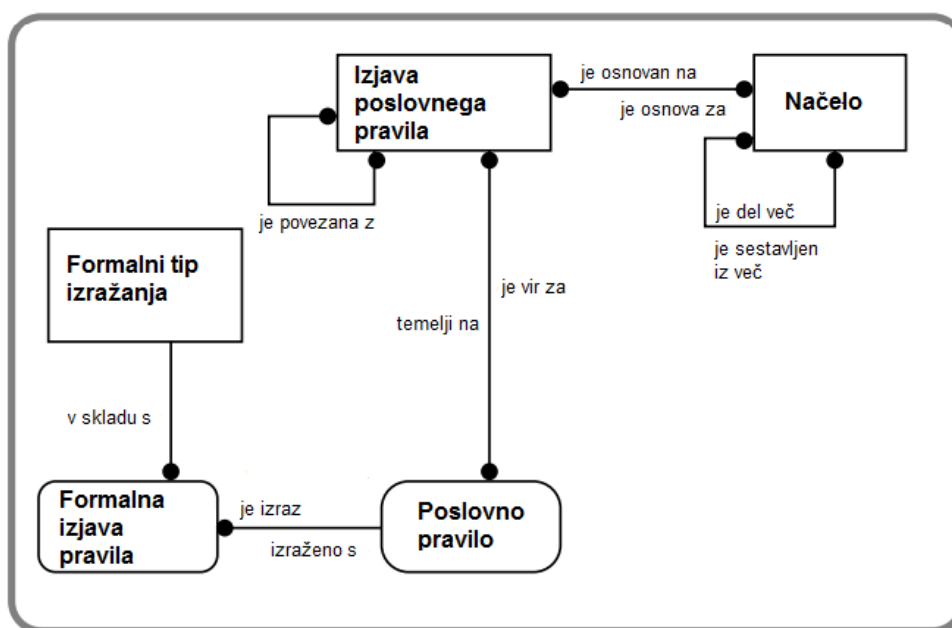 Izjava
poslovnega
pravila
je osnovan na
je osnova za
Načelo
je povezana z
je del več
je sestavljen
iz več
Formalni tip
izražanja
je vir za
temelji na
v skladu s
Formalna
izjava
pravila
je izraz
izraženo s
Poslovno
pravilo